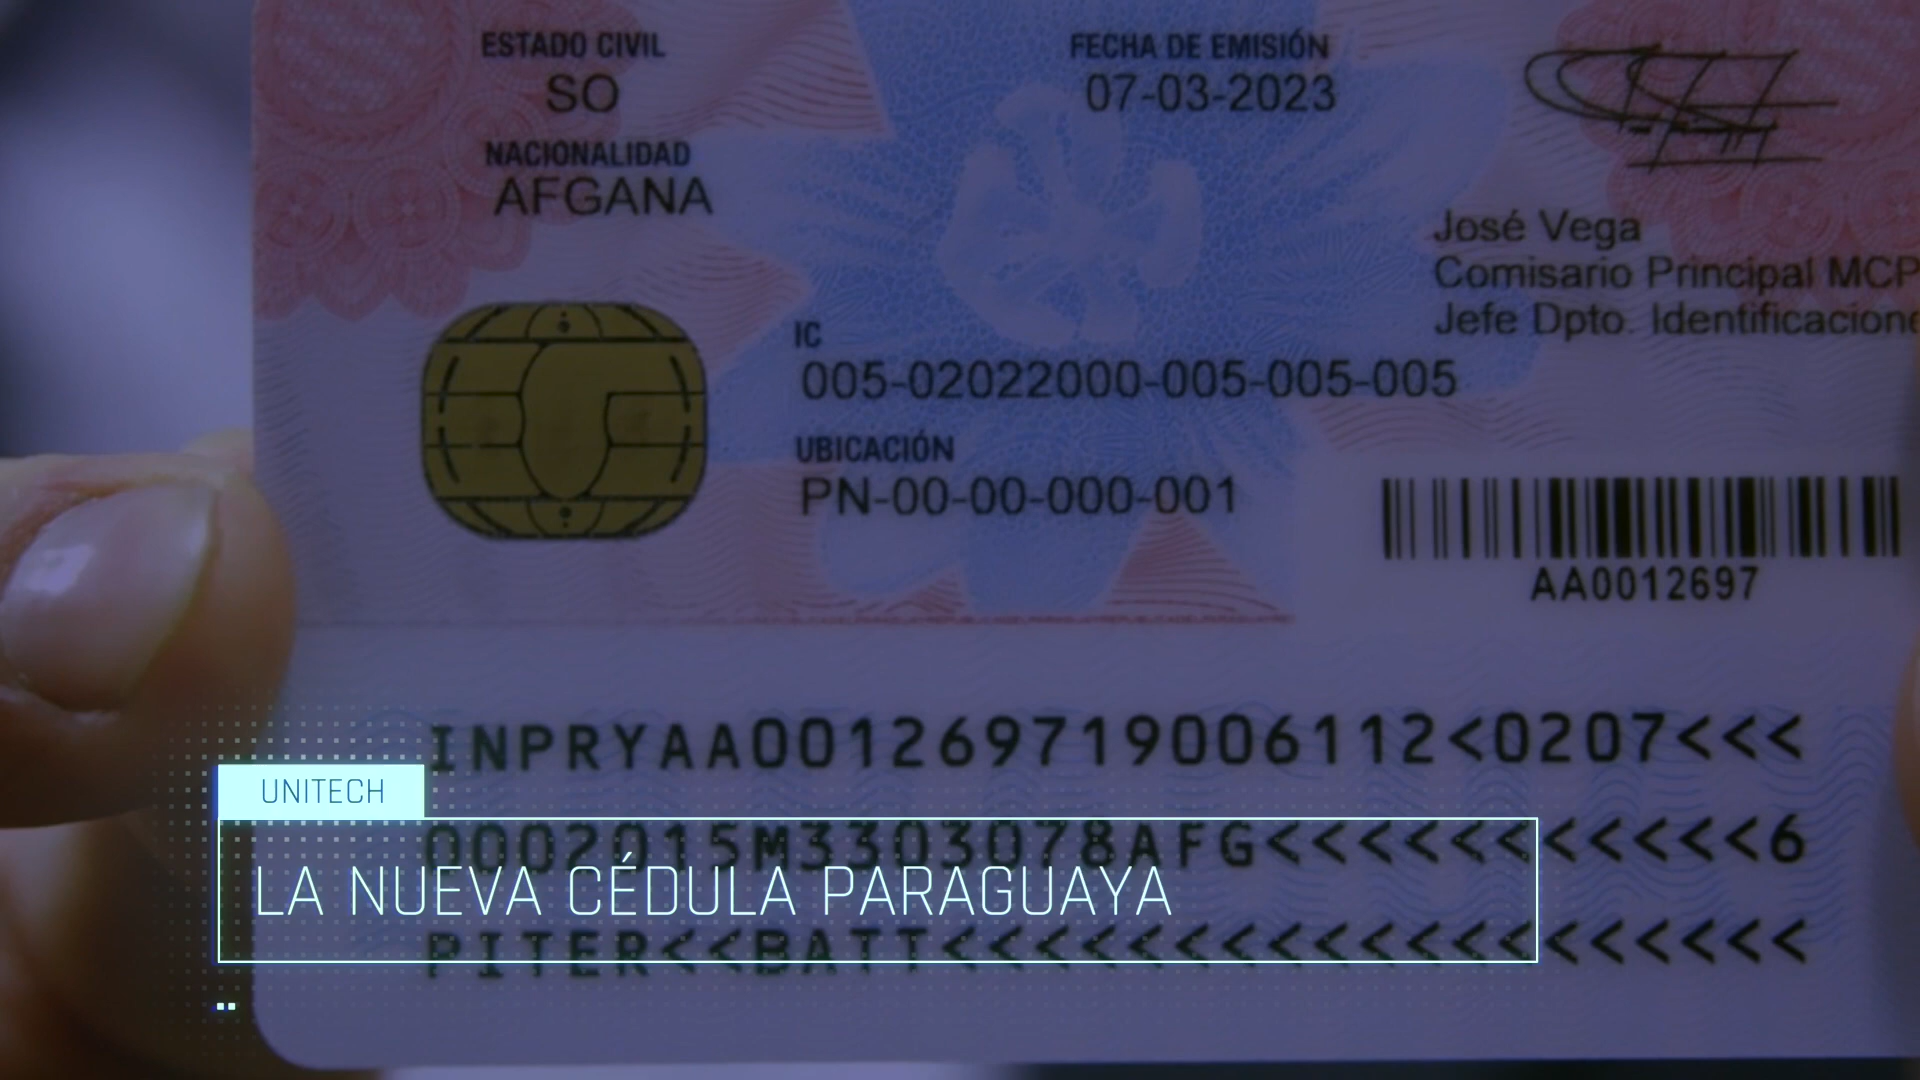 ESTADO CIVIL
SO
NACIONALIDAD
AFGANA
FECHA DE EMISIÓN
07-03-2023
José Vega
Comisario Principal MCP
Jefe Dpto. Identificacione
IC
005-02022000-005-005-005
UBICACIÓN
PN-00-00-000-001
AA0012697
INPRYAA001269719006112<0207<<<
0002015M3303078AFG<<<<<<<<<<<6
PITER<<BATT<<<<<<<<<<<<<<<<<<<
UNITECH
LA NUEVA CÉDULA PARAGUAYA